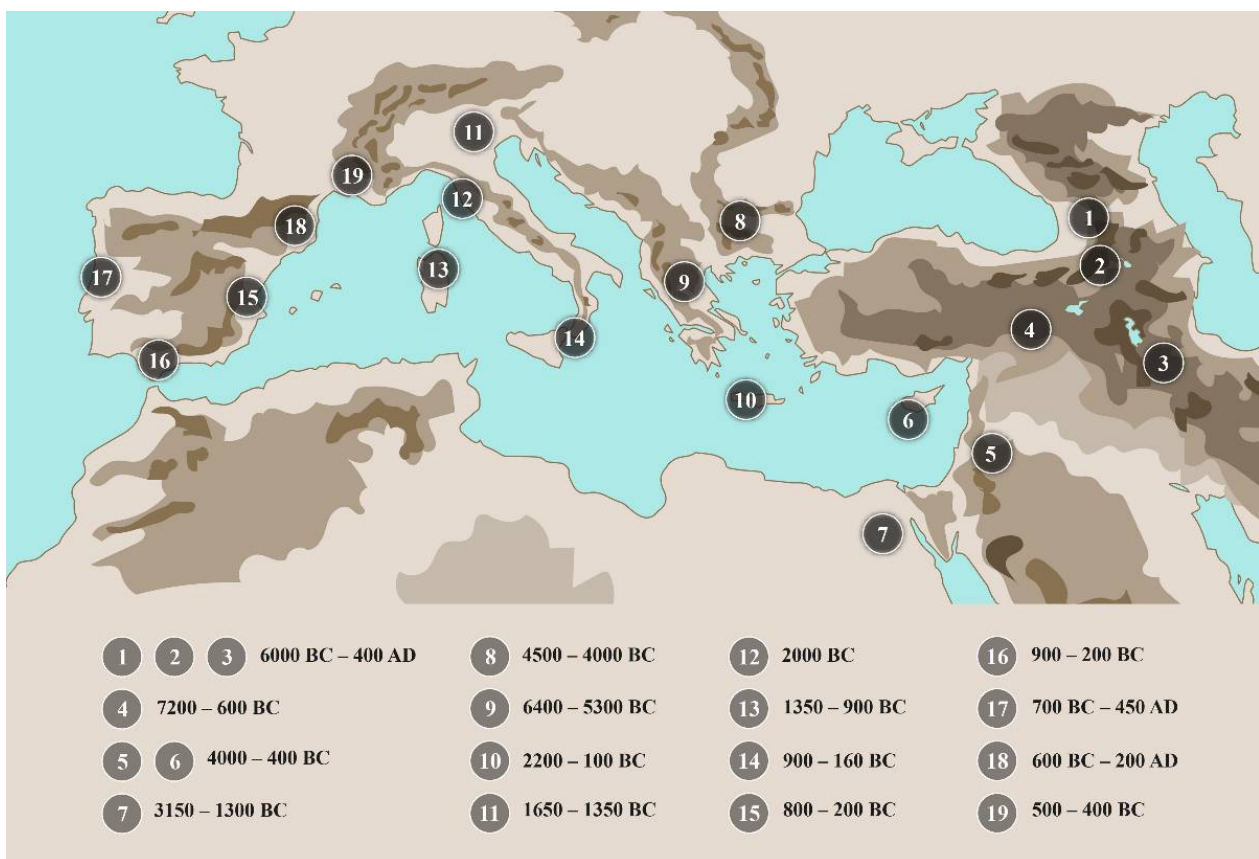 11
19
12
18
8
1
13
9
2
17
15
4
14
16
3
10
6
5
7
1 2 3 6000 BC – 400 AD
4 7200 – 600 BC
5 6 4000 – 400 BC
7 3150 – 1300 BC
8 4500 – 4000 BC
9 6400 – 5300 BC
10 2200 – 100 BC
11 1650 – 1350 BC
12 2000 BC
13 1350 – 900 BC
14 900 – 160 BC
15 800 – 200 BC
16 900 – 200 BC
17 700 BC – 450 AD
18 600 BC – 200 AD
19 500 – 400 BC